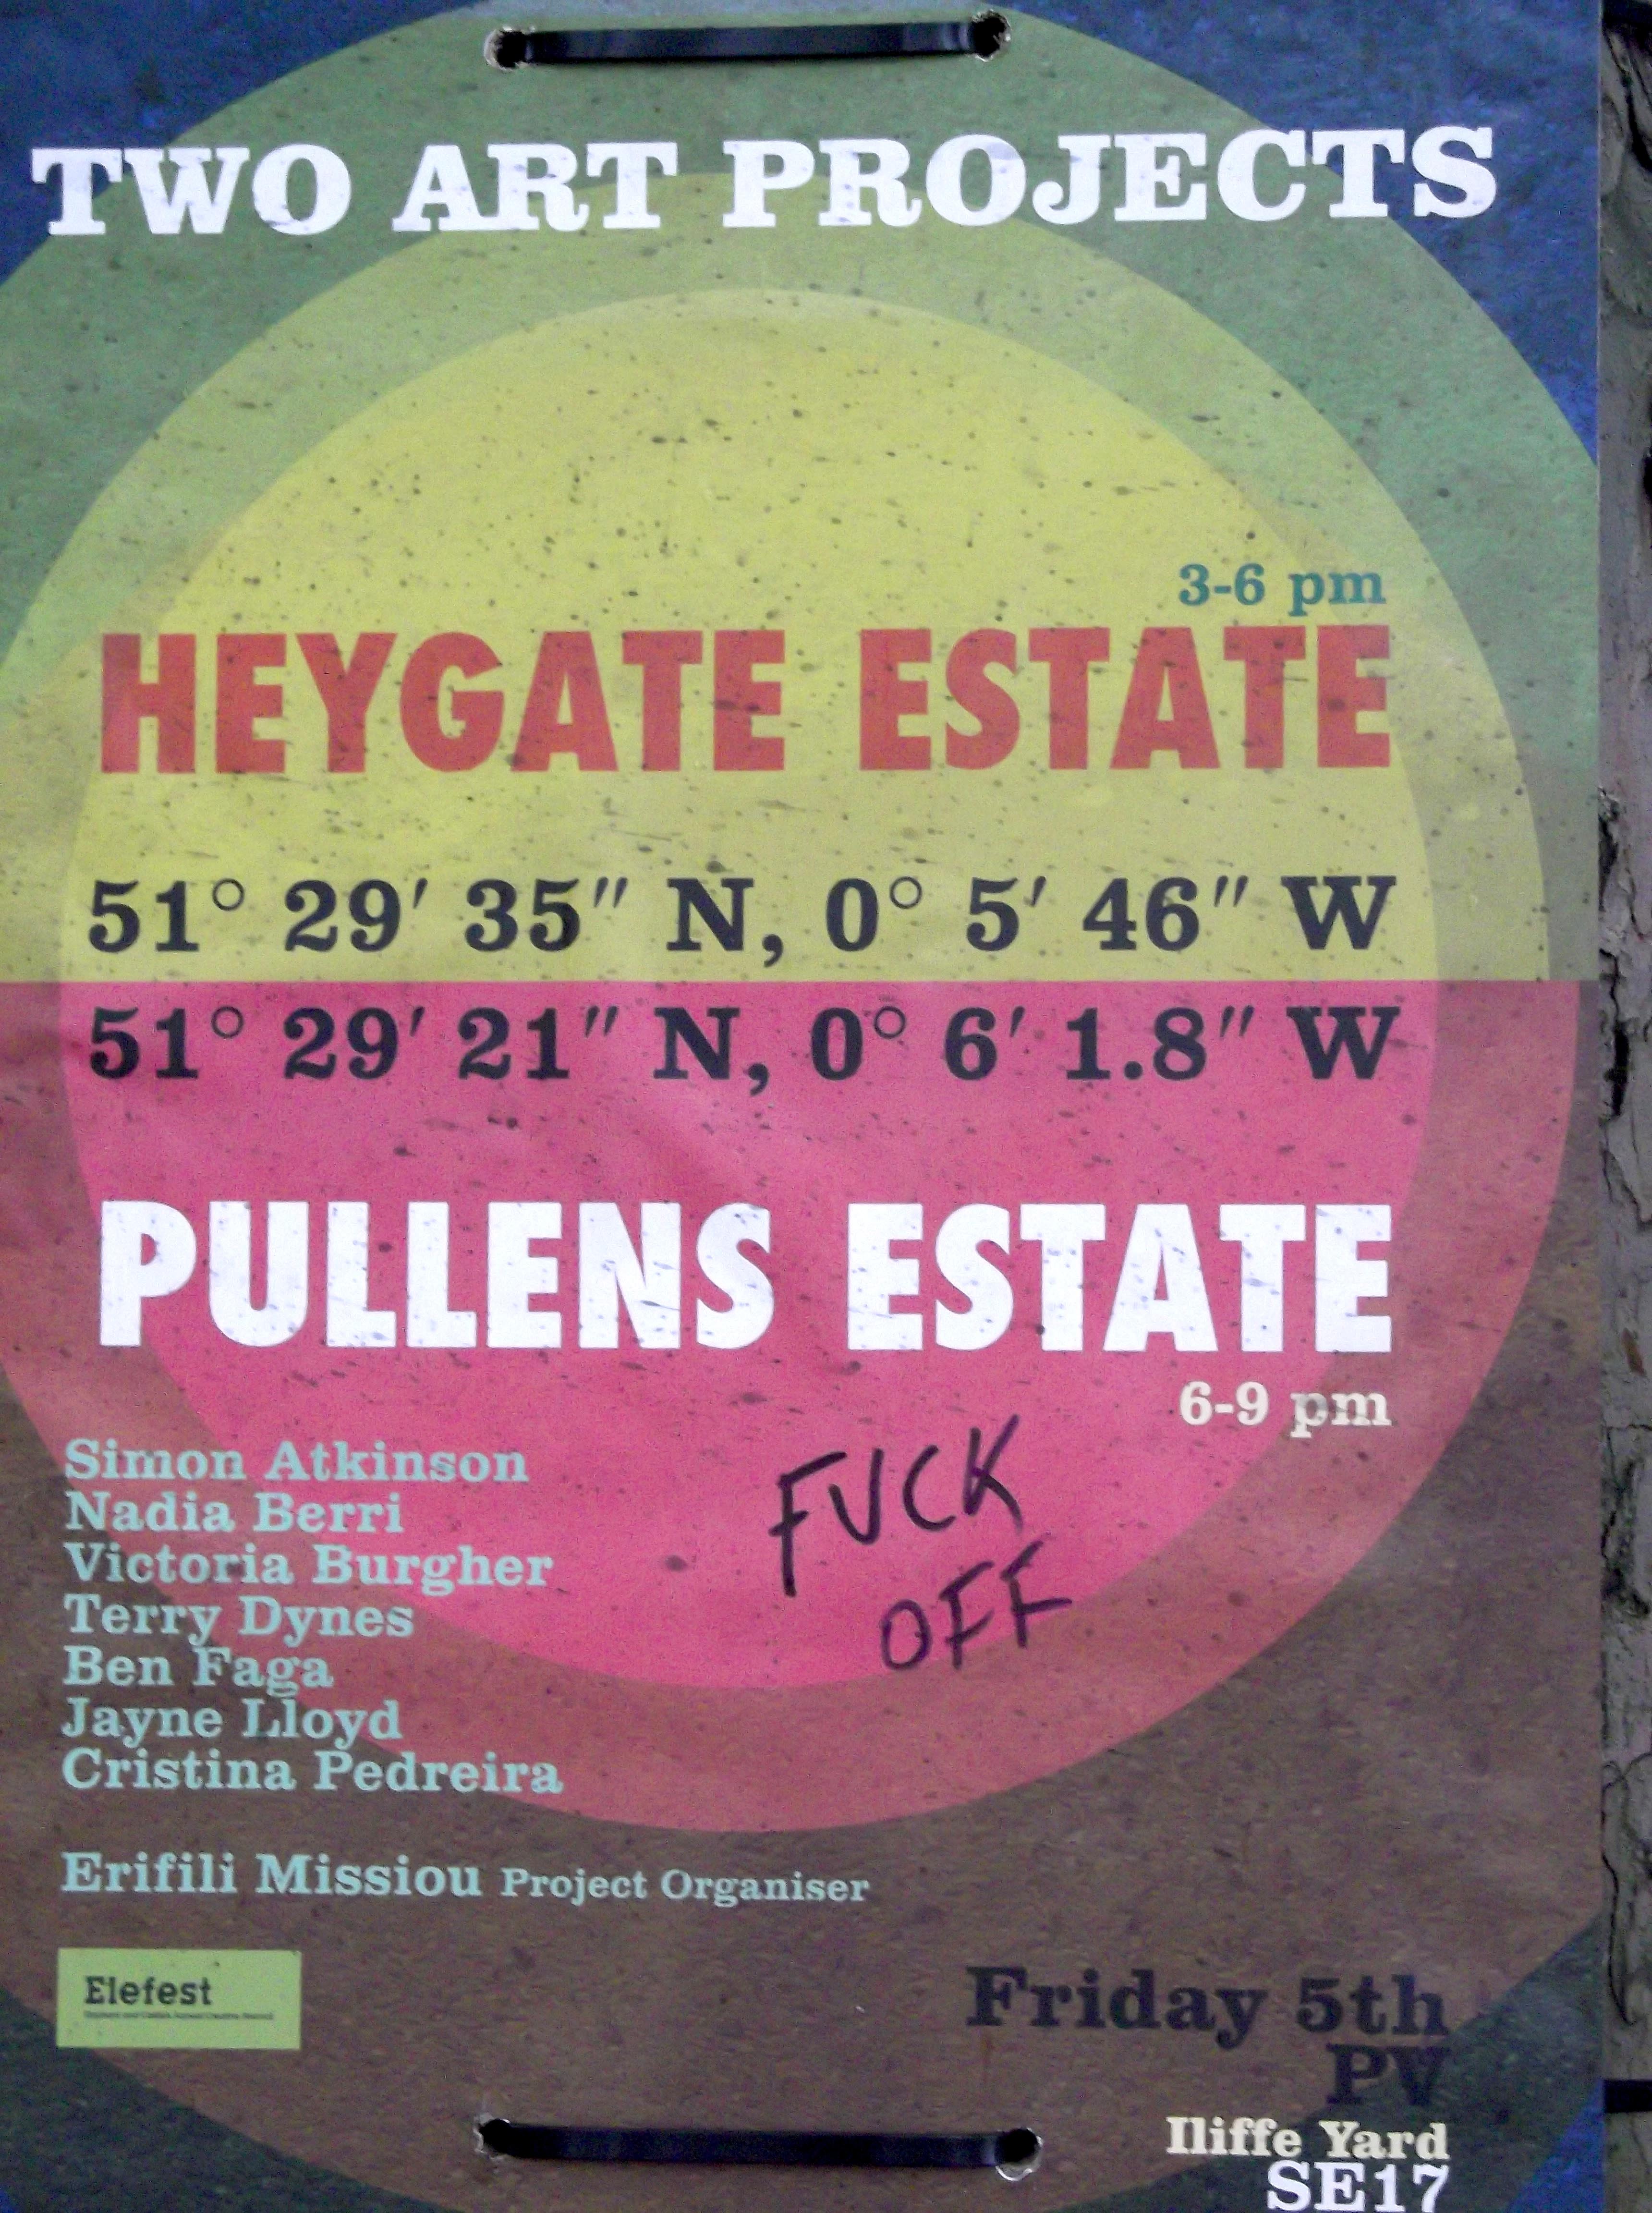 TWO ART PROJECTS
3-6 pm
HEYGATE ESTATE
51° 29′ 35″ N, 0° 5′ 46″ W
51° 29′ 21″ N, 0° 6′ 1.8″ W
PULLENS ESTATE
6-9 pm
Simon Atkinson
Nadia Berri
Victoria Burgher
Terry Dynes
Ben Faga
Jayne Lloyd
Cristina Pedreira
FUCK
OFF
Erifili Missiou Project Organiser
Elefest
Friday 5th
PV
Iliffe Yard
SE17